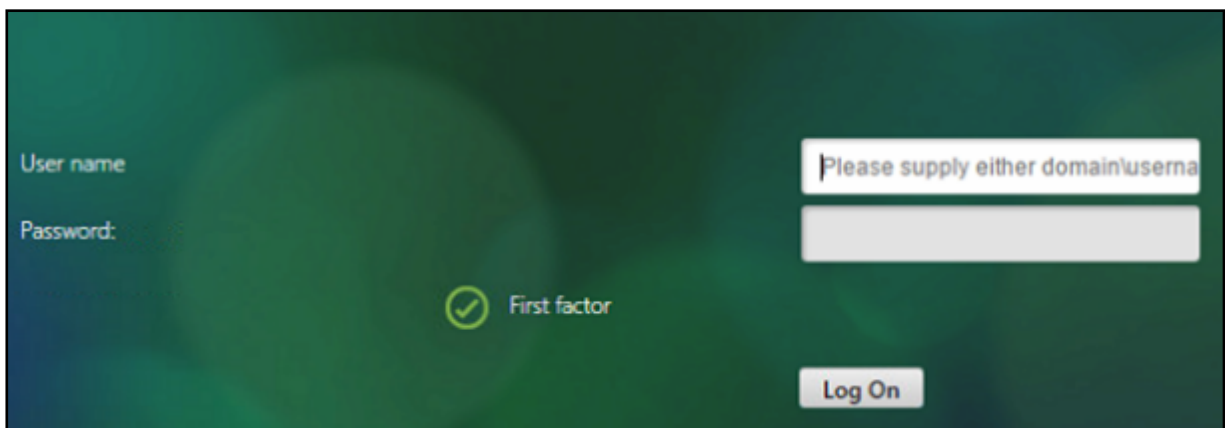 User name
Please supply either domain\userna
Password:
First factor
Log On